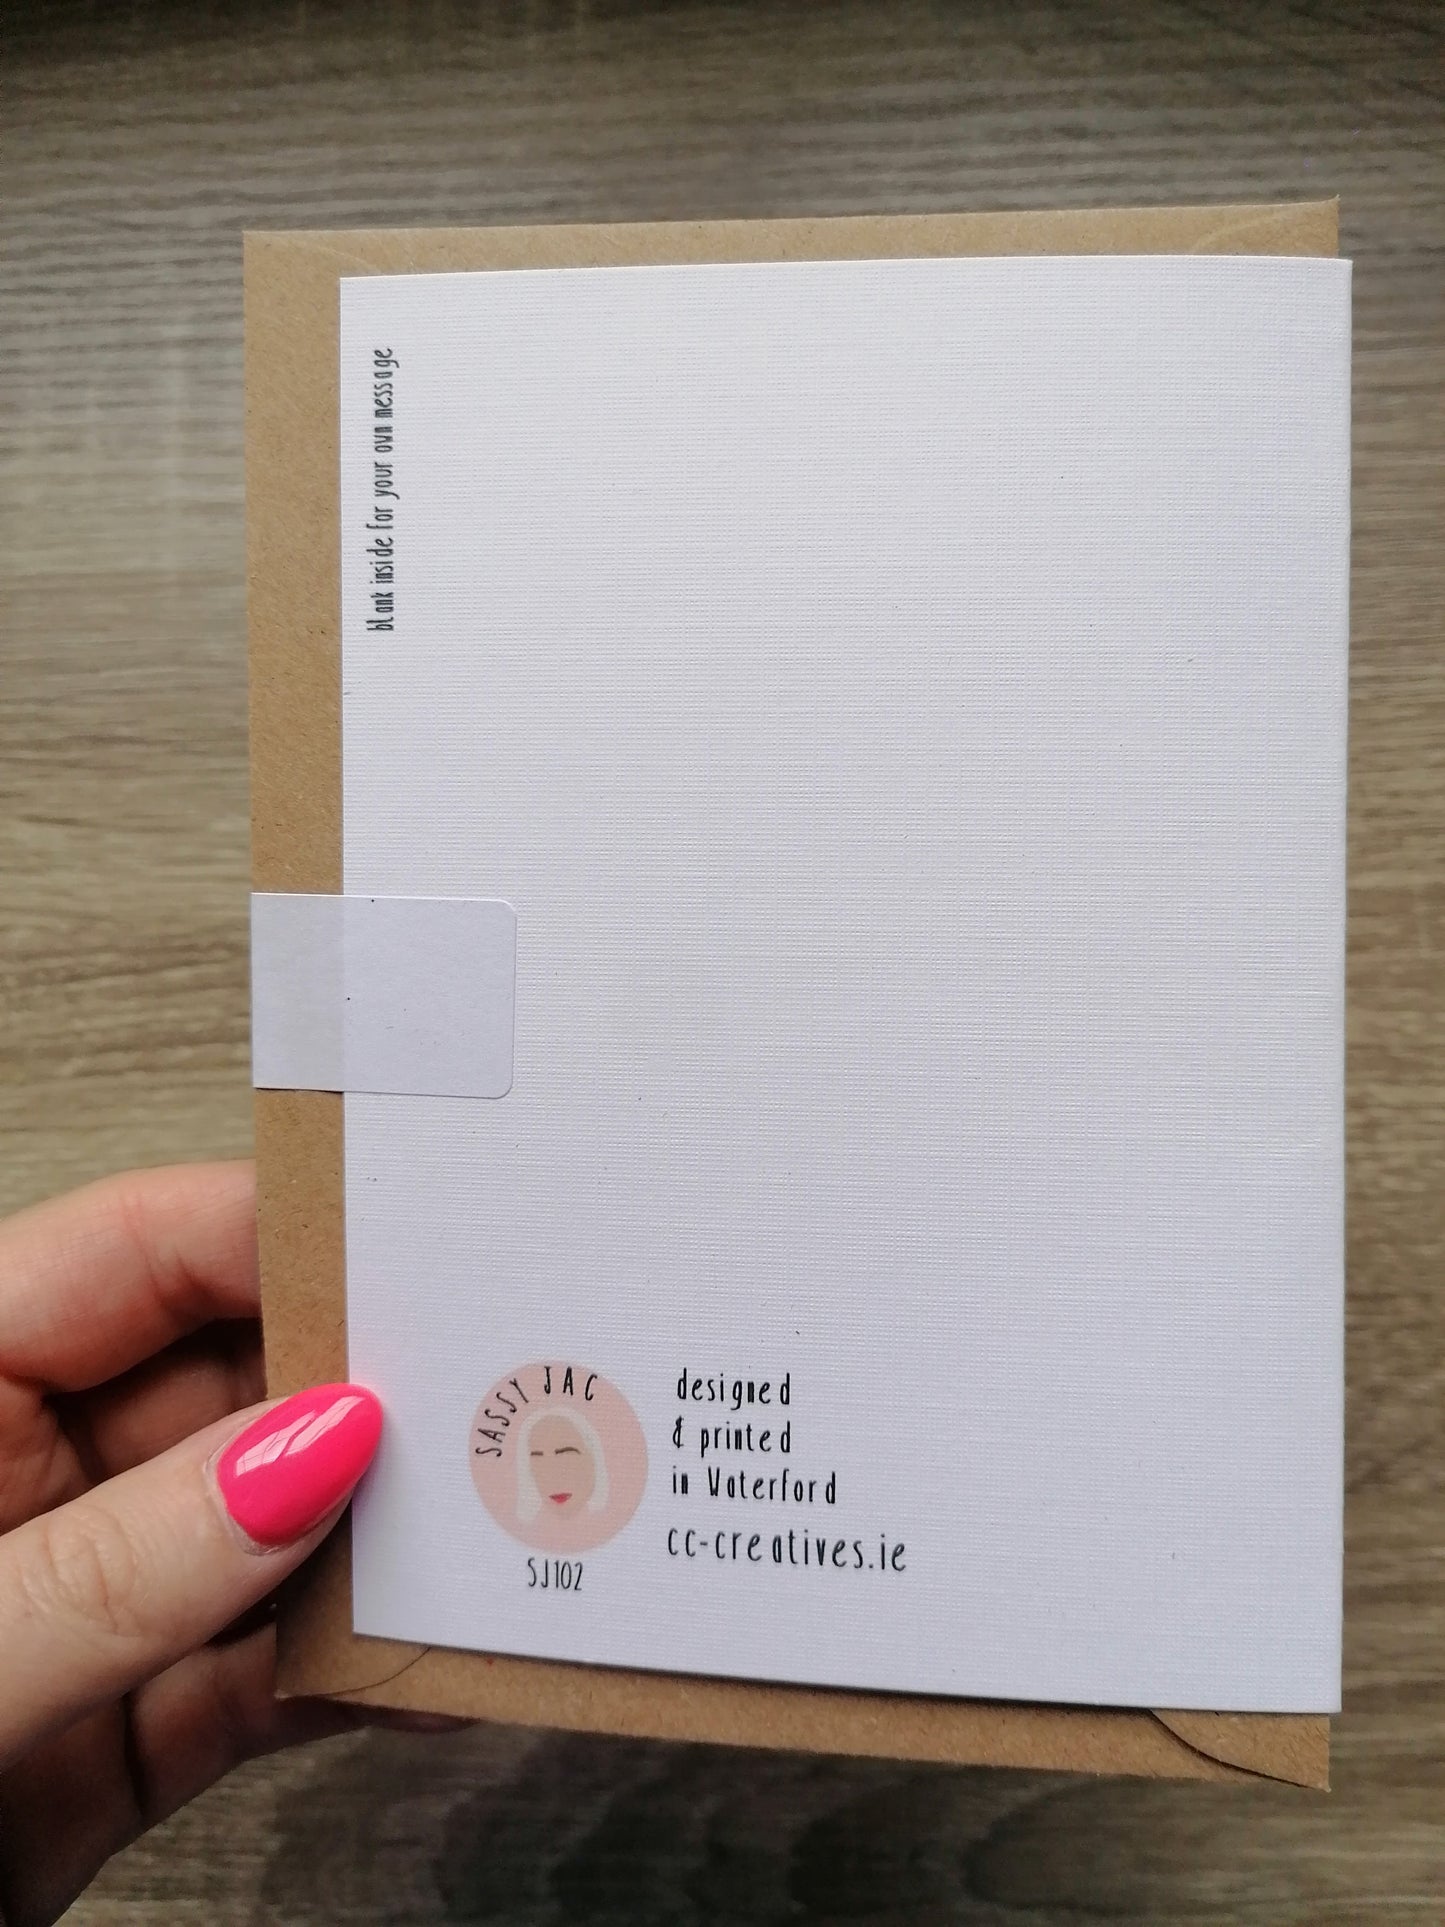 blank inside for your own message
SASSY JAC
SJ102
designed
& printed
in Waterford
cc-creatives.ie